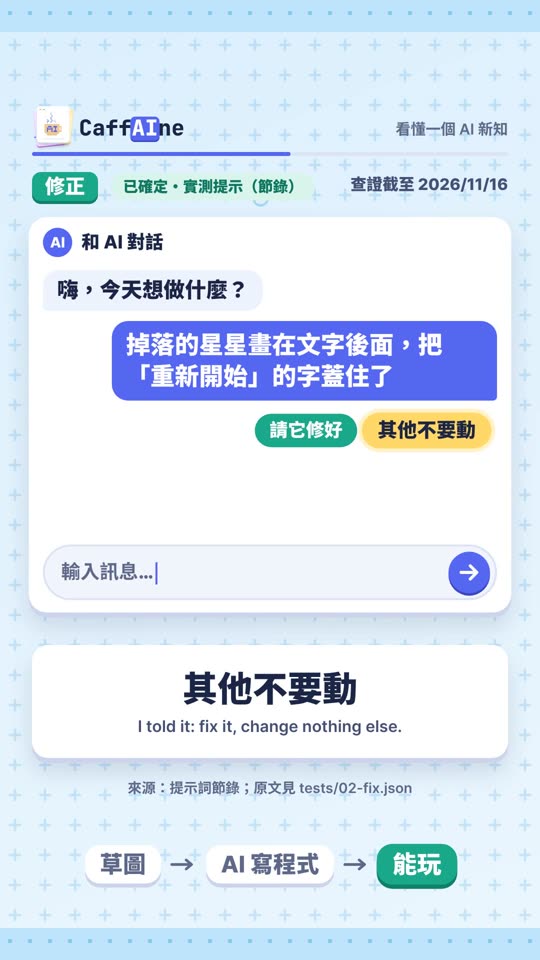 CaffAIne
看懂一個 AI 新知
修正
已確定・實測提示（節錄）
查證截至 2026/11/16
AI 和 AI 對話
嗨，今天想做什麼？
掉落的星星畫在文字後面，把
「重新開始」的字蓋住了
請它修好
其他不要動
輸入訊息…
其他不要動
I told it: fix it, change nothing else.
來源：提示詞節錄；原文見 tests/02-fix.json
草圖 → AI 寫程式 → 能玩